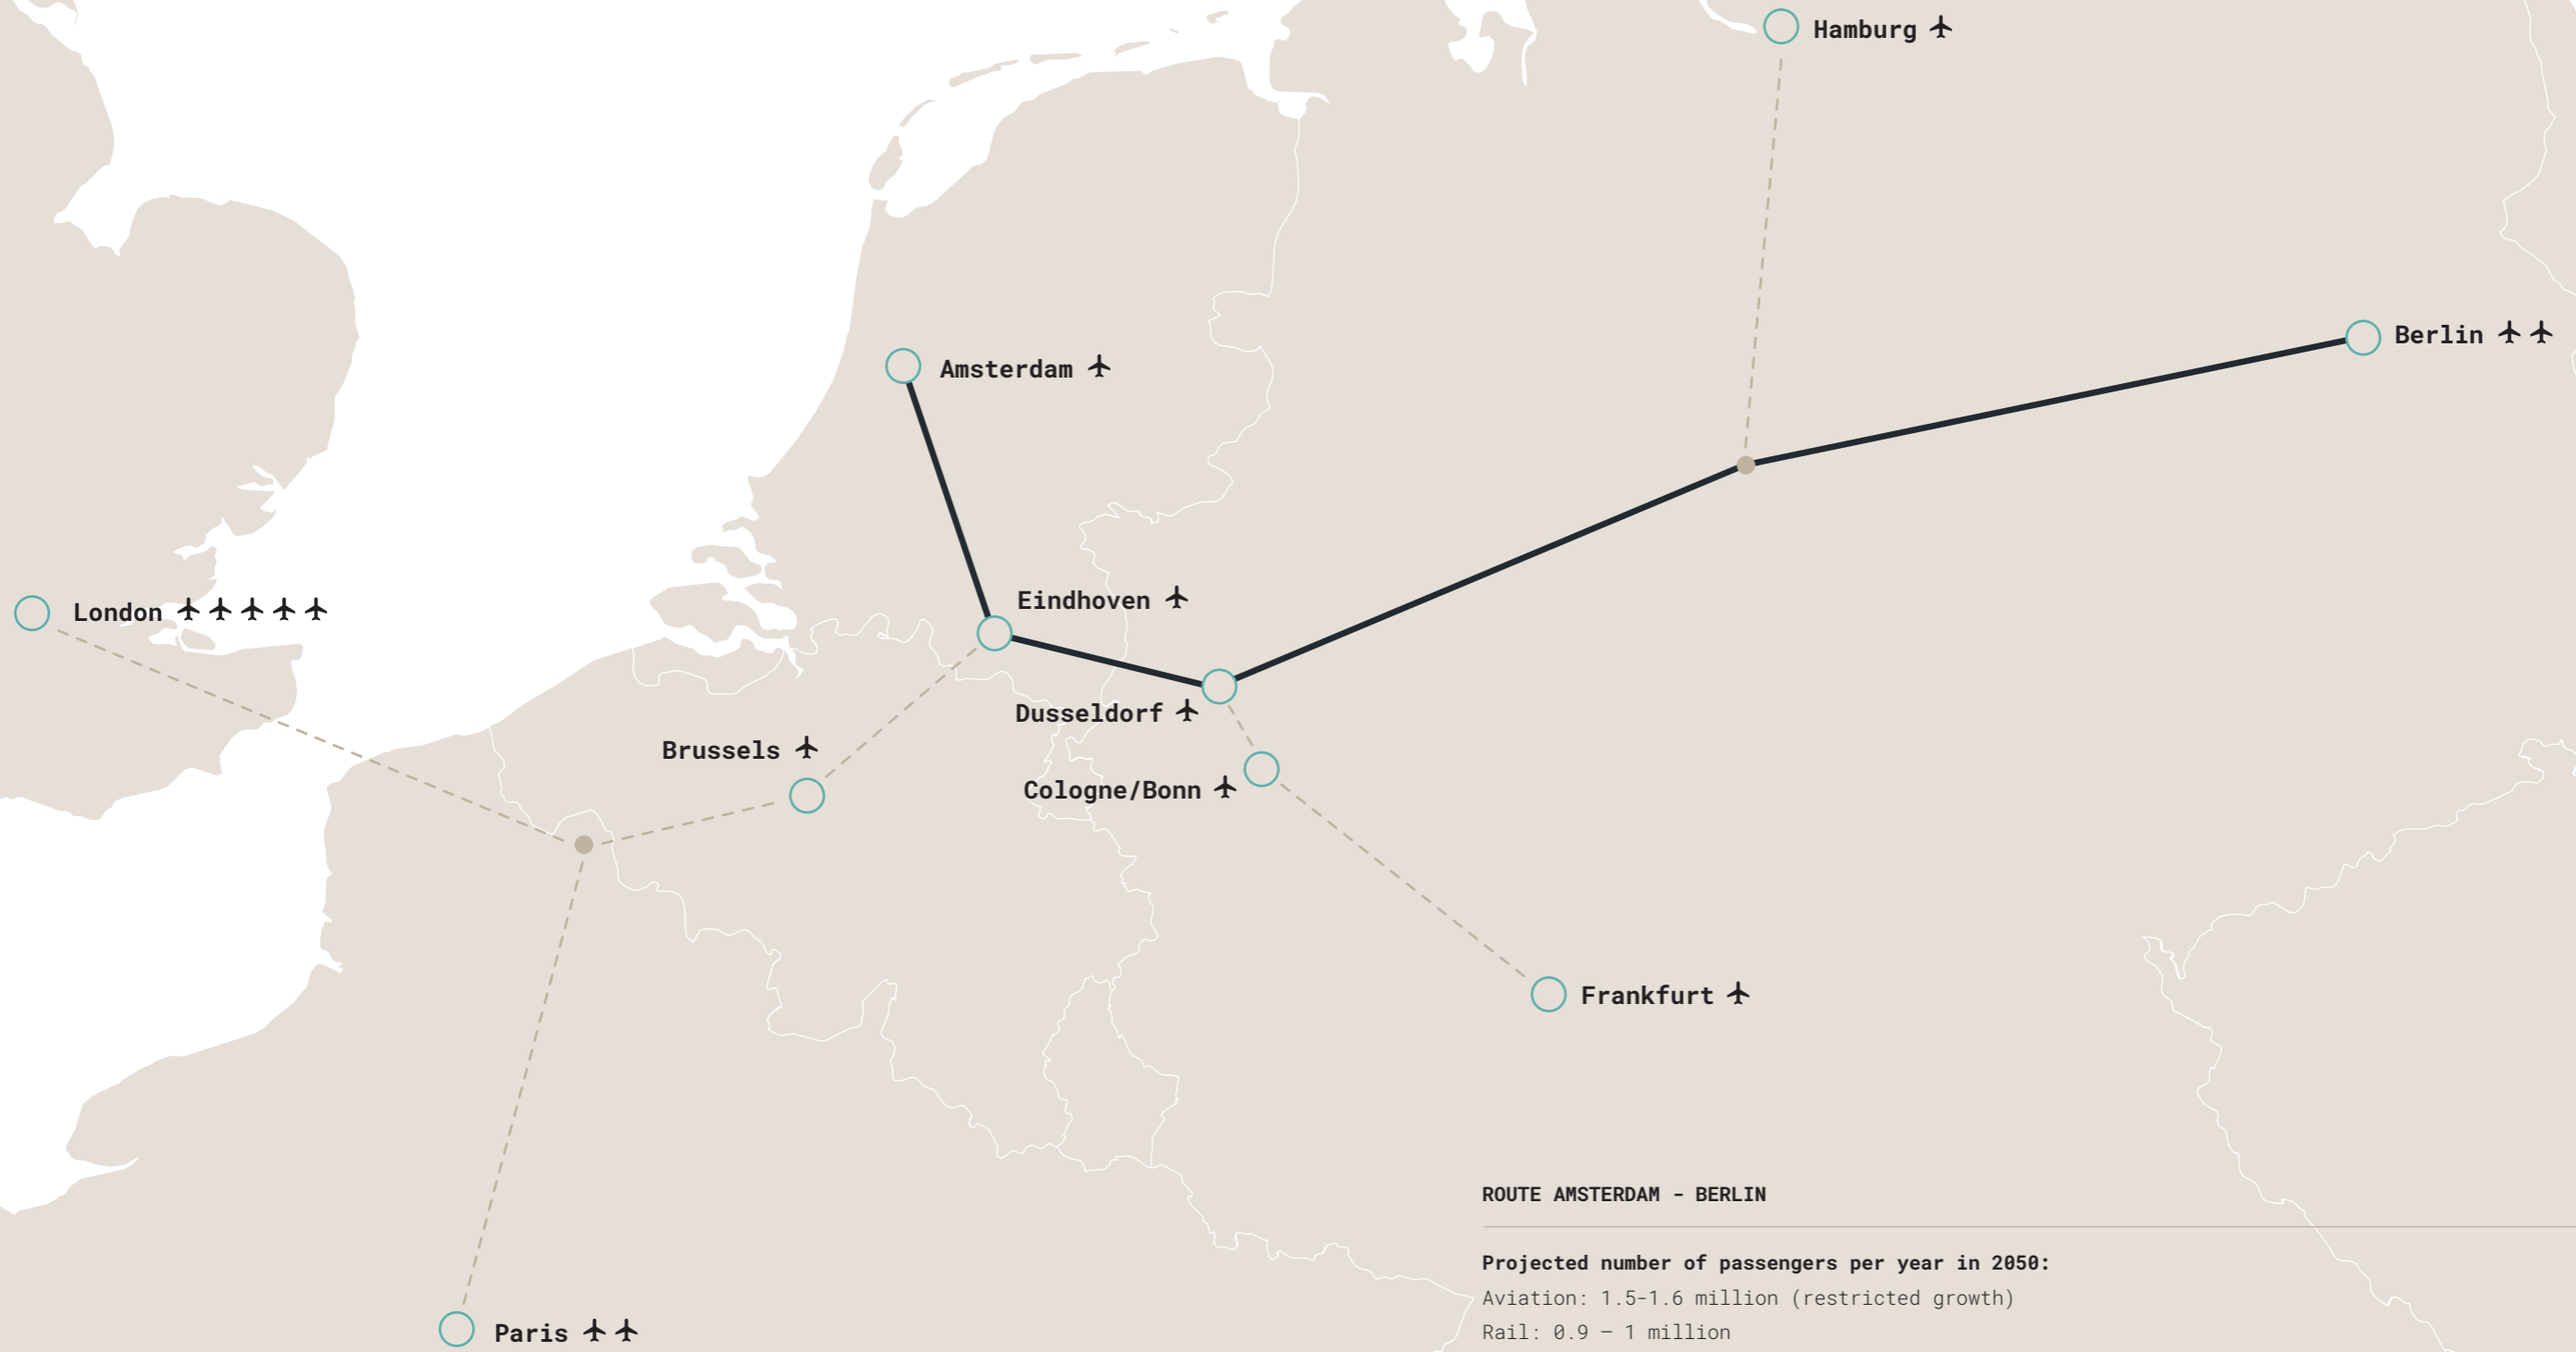 Hamburg
Berlin
Amsterdam
Eindhoven
London
Dusseldorf
Brussels
Cologne/Bonn
Frankfurt
Paris
ROUTE AMSTERDAM - BERLIN
Projected number of passengers per year in 2050:
Aviation: 1.5-1.6 million (restricted growth)
Rail: 0.9 – 1 million